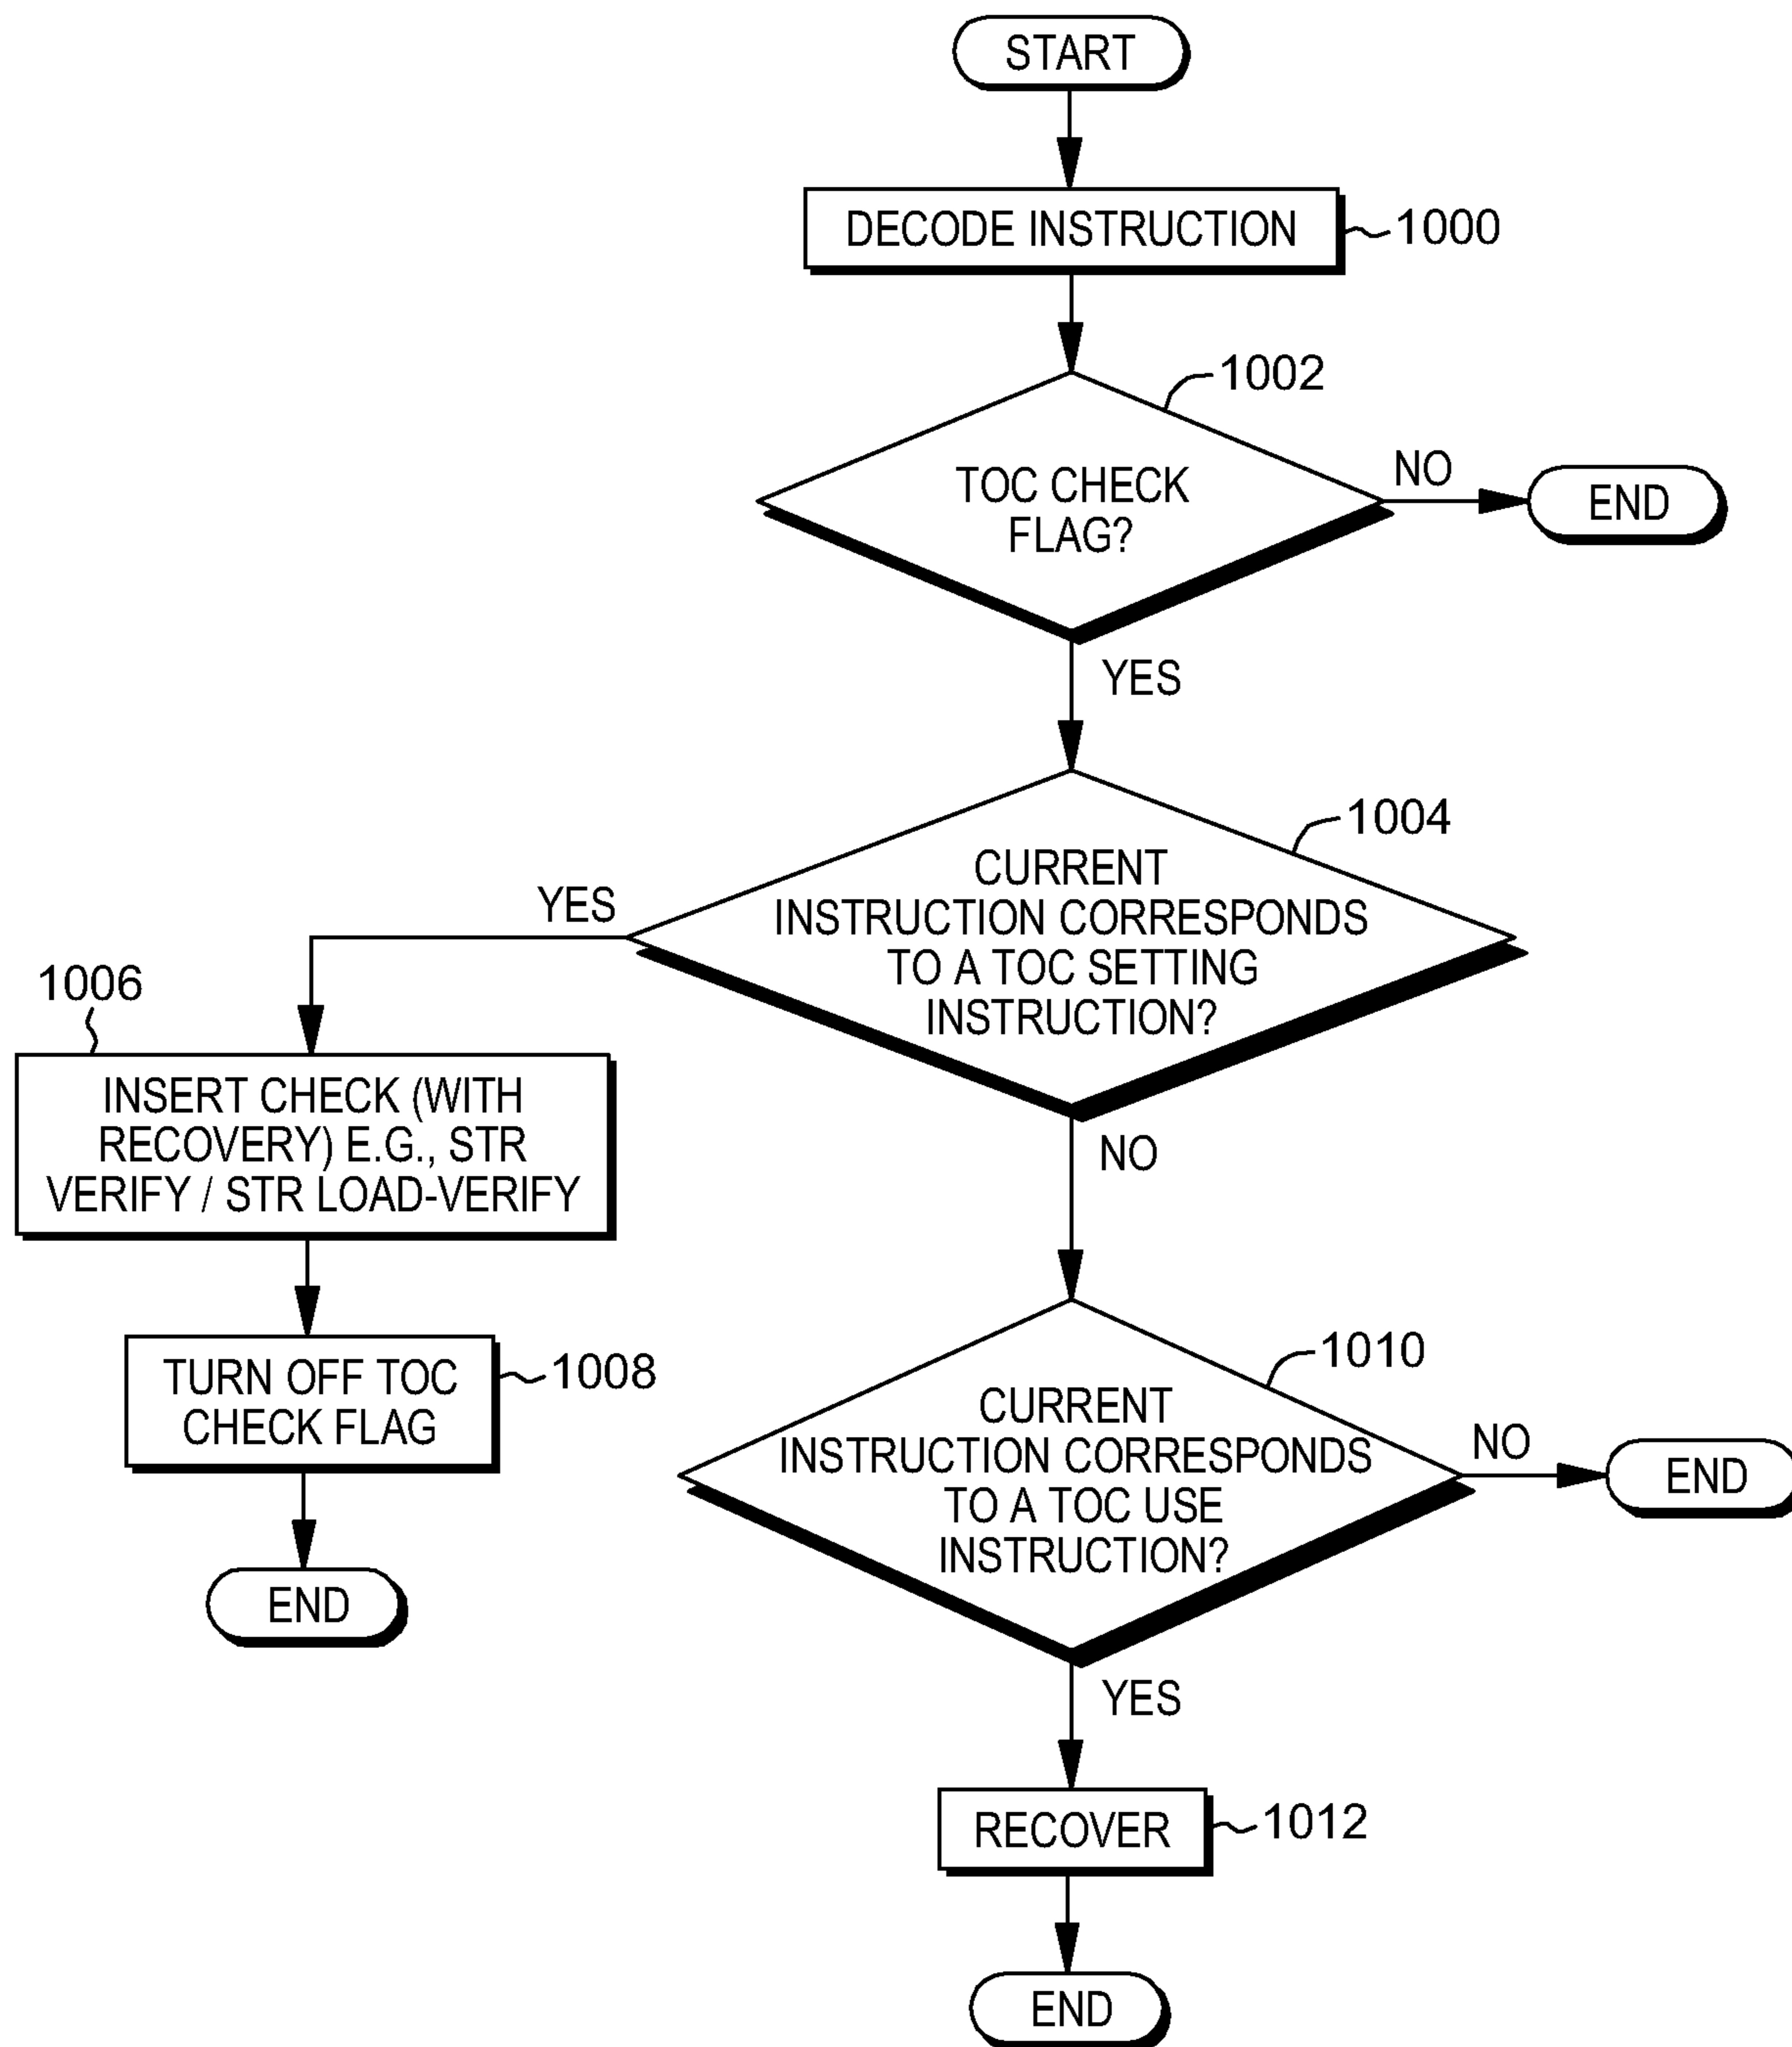 START
DECODE INSTRUCTION
1000
1002
TOC CHECK
FLAG?
NO
END
YES
1004
CURRENT
INSTRUCTION CORRESPONDS
TO A TOC SETTING
INSTRUCTION?
YES
1006
INSERT CHECK (WITH
RECOVERY) E.G., STR
VERIFY / STR LOAD-VERIFY
1008
TURN OFF TOC
CHECK FLAG
END
NO
1010
CURRENT
INSTRUCTION CORRESPONDS
TO A TOC USE
INSTRUCTION?
NO
END
YES
RECOVER
1012
END